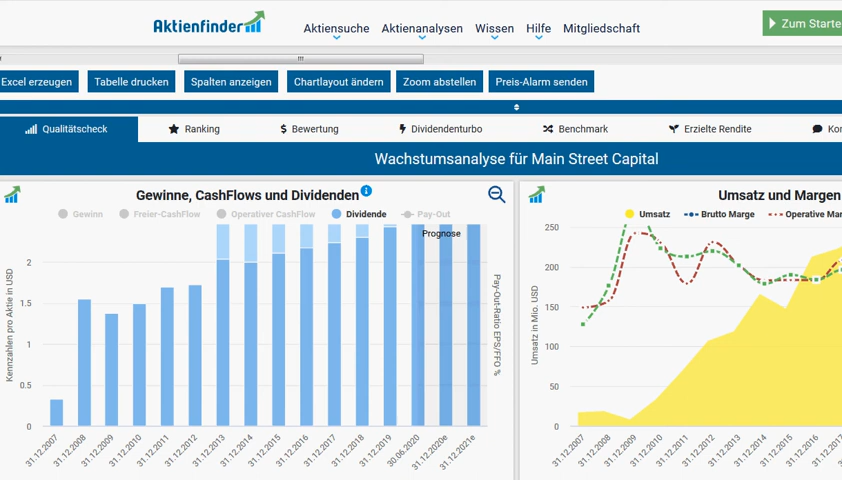 Aktienfinder
Aktiensuche Aktienanalysen Wissen Hilfe Mitgliedschaft
Zum Starte
Excel erzeugen Tabelle drucken Spalten anzeigen Chartlayout ändern Zoom abstellen Preis-Alarm senden
Qualitätscheck Ranking Bewertung Dividendenturbo Benchmark Erzielte Rendite Kon
Wachstumsanalyse für Main Street Capital
Gewinne, CashFlows und Dividenden
Gewinn Freier-CashFlow Operativer CashFlow Dividende Pay-Out
Prognose
Kennzahlen pro Aktie in USD
2
1.5
1
0.5
0
Pay-Out-Ratio EPS/FFO %
31.12.2007 31.12.2008 31.12.2009 31.12.2010 31.12.2011 31.12.2012 31.12.2013 31.12.2014 31.12.2015 31.12.2016 31.12.2017 31.12.2018 31.12.2019 30.06.2020 31.12.2020e 31.12.2021e
Umsatz und Margen
Umsatz Brutto Marge Operative Mar
Umsatz in Mio. USD
250
200
150
100
50
0
31.12.2007 31.12.2008 31.12.2009 31.12.2010 31.12.2011 31.12.2012 31.12.2013 31.12.2014 31.12.2015 31.12.2016 31.12.2017